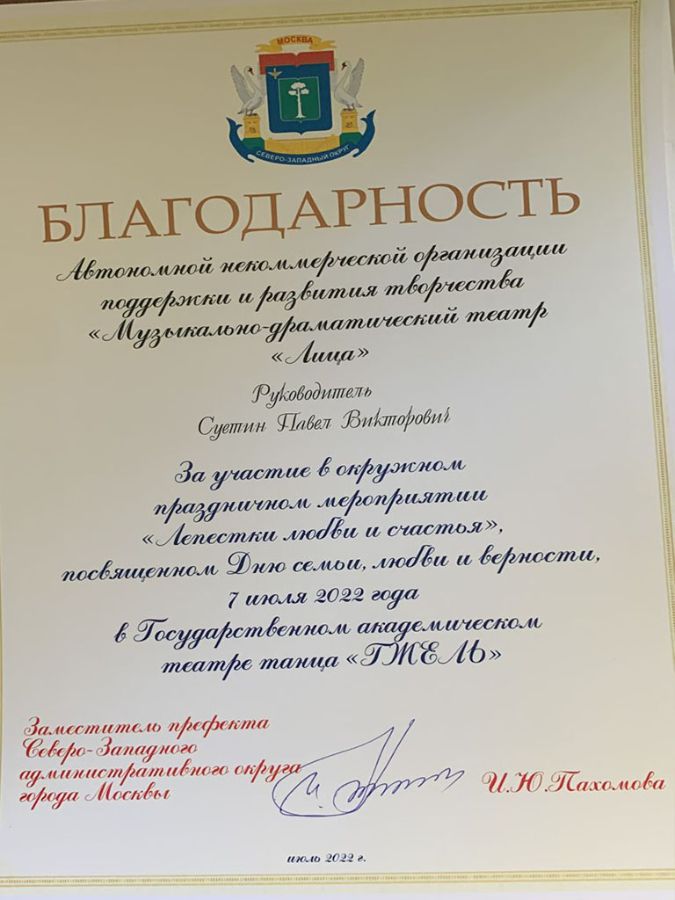 МОСКВА
СЕВЕРО-ЗАПАДНЫЙ ОКРУГ
БЛАГОДАРНОСТЬ
Автономной некоммерческой организации
поддержки и развития творчества
«Музыкально-драматический театр
«Лица»
Руководитель
Суетин Павел Викторович
За участие в окружном
праздничном мероприятии
«Лепестки любви и счастья»,
посвященном Дню семьи, любви и верности,
7 июля 2022 года
в Государственном академическом
театре танца «ГЖЕЛЬ»
Заместитель префекта
Северо-Западного
административного округа
города Москвы
И.Ю.Пахомова
июль 2022 г.